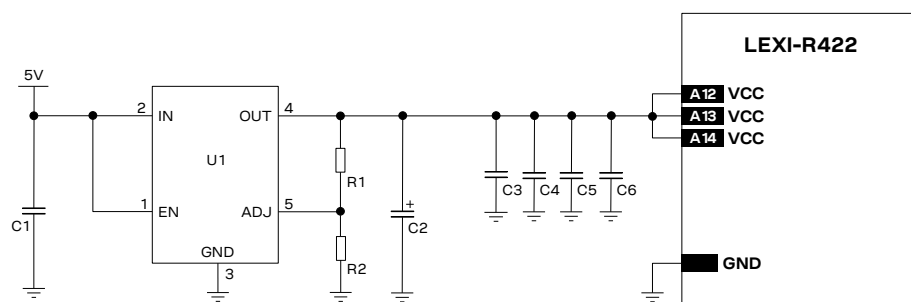 LEXI-R422
5V
2 IN
OUT 4
A12 VCC
A13 VCC
A14 VCC
U1
R1
C3
C4
C5
C6
1 EN
ADJ 5
C1
C2
+
GND
3
R2
GND